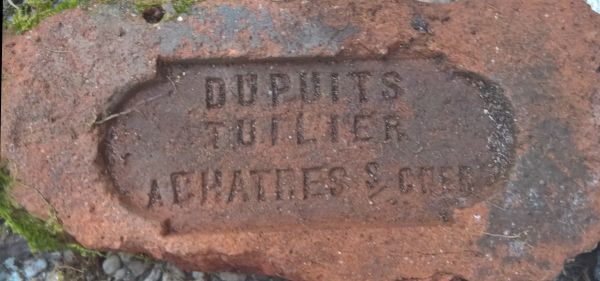 DUPUITS
TUILIER
A CHATRES S/ CHER